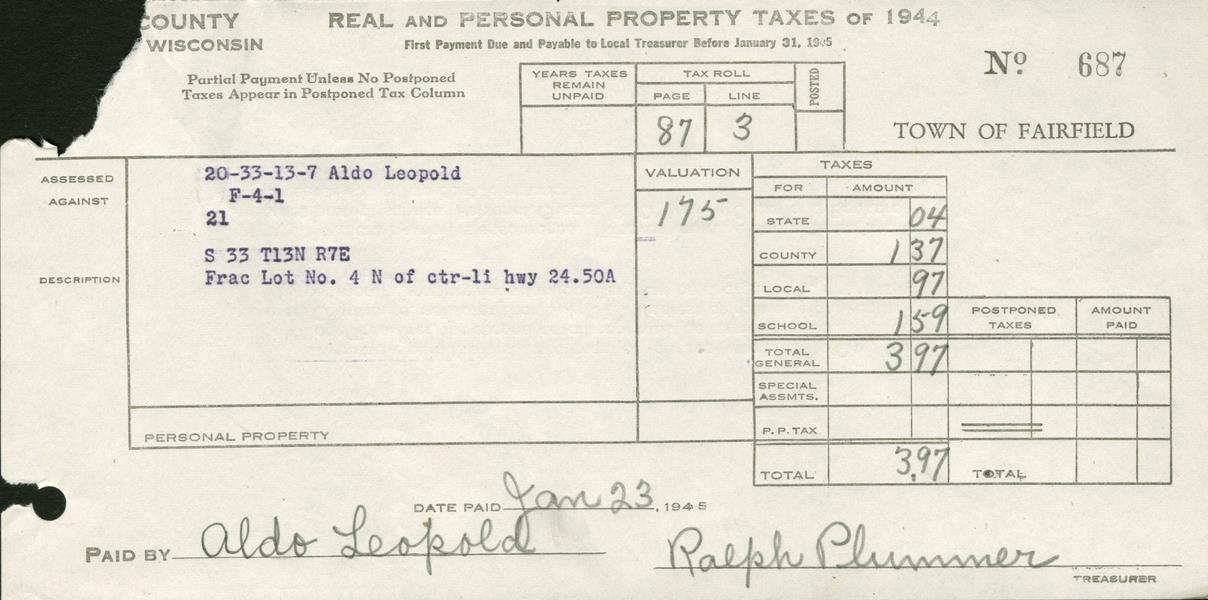 COUNTY REAL AND PERSONAL PROPERTY TAXES OF 1944
WISCONSIN First Payment Due and Payable to Local Treasurer Before January 31, 1945
Partial Payment Unless No Postponed
Taxes Appear in Postponed Tax Column
YEARS TAXES
REMAIN
UNPAID
TAX ROLL
PAGE LINE
87 3
POSTED
No 687
TOWN OF FAIRFIELD
ASSESSED
AGAINST
20-33-13-7 Aldo Leopold
F-4-1
21
DESCRIPTION
S 33 T13N R7E
Frac Lot No. 4 N of ctr-li hwy 24.50A
PERSONAL PROPERTY
VALUATION
175
TAXES
FOR AMOUNT
STATE 04
COUNTY 1 37
LOCAL 97
SCHOOL 1 59
TOTAL
GENERAL 3 97
SPECIAL
ASSMTS.
P. P. TAX
TOTAL 3.97
POSTPONED
TAXES
AMOUNT
PAID
TOTAL
DATE PAID Jan 23, 1945
PAID BY Aldo Leopold
Ralph Plummer
TREASURER